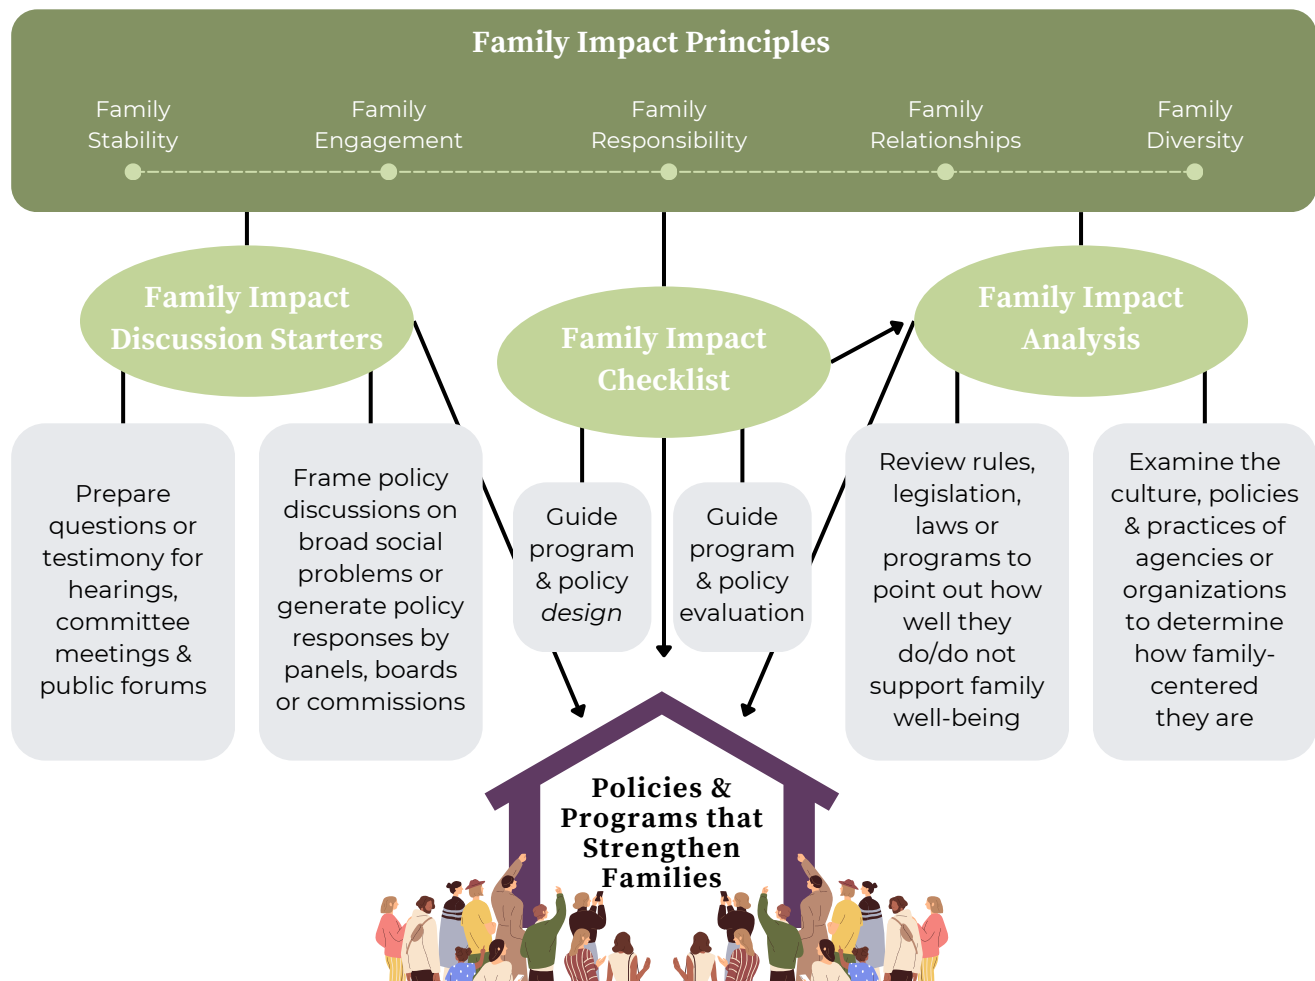 Family Impact Principles
Family
Stability
Family
Engagement
Family
Responsibility
Family
Relationships
Family
Diversity
Family Impact
Discussion Starters
Family Impact
Checklist
Family Impact
Analysis
Prepare
questions or
testimony for
hearings,
committee
meetings &
public forums
Frame policy
discussions on
broad social
problems or
generate policy
responses by
panels, boards
or commissions
Guide
program
& policy
design
Guide
program
& policy
evaluation
Review rules,
legislation,
laws or
programs to
point out how
well they
do/do not
support family
well-being
Examine the
culture, policies
& practices of
agencies or
organizations
to determine
how family-
centered
they are
Policies &
Programs that
Strengthen
Families